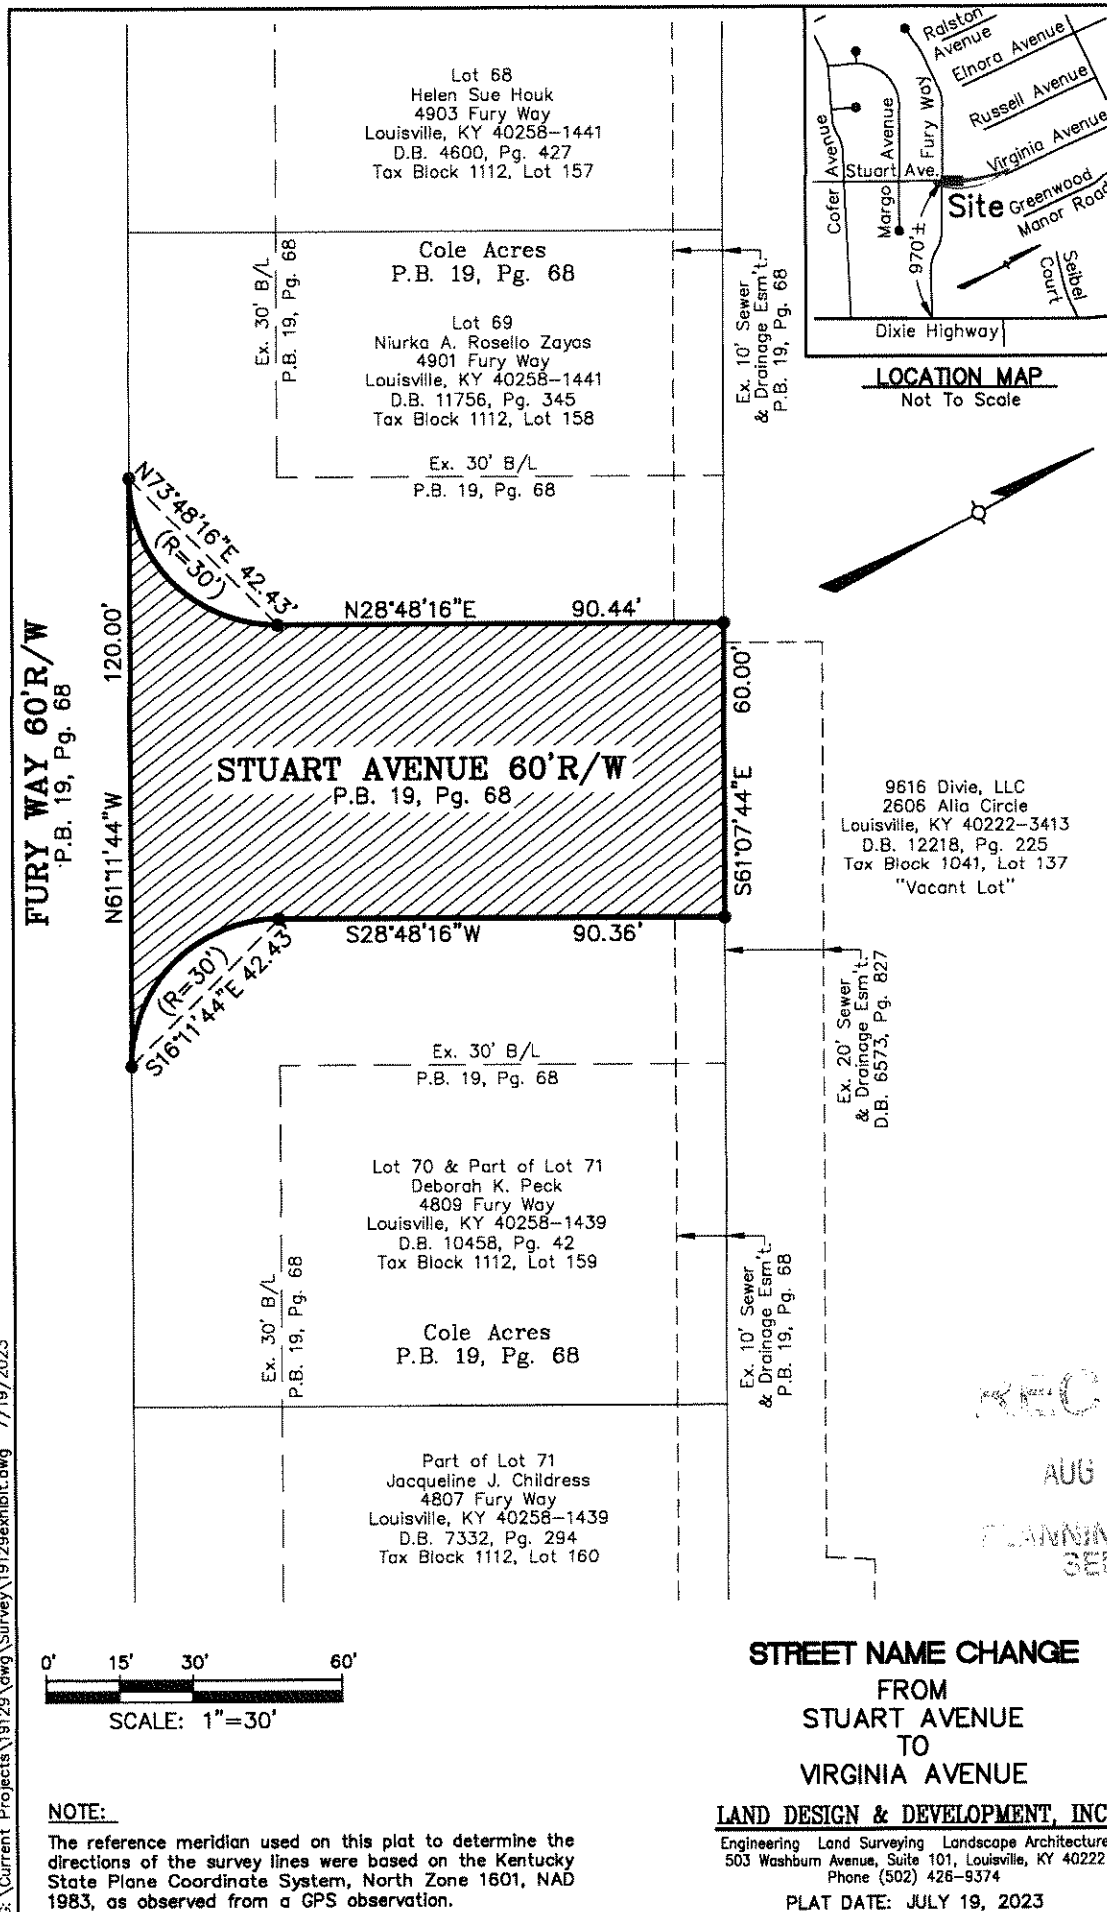 Lot 68
Helen Sue Houk
4903 Fury Way
Louisville, KY 40258-1441
D.B. 4600, Pg. 427
Tax Block 1112, Lot 157
Ralston
Avenue
Elnora Avenue
Russell Avenue
Virginia Avenue
Fury Way
Margo Avenue
Cofer Avenue
Stuart Ave.
Site
Greenwood
Manor Road
970'±
Seibel
Court
Dixie Highway
LOCATION MAP
Not To Scale
Ex. 30' B/L
P.B. 19, Pg. 68
Cole Acres
P.B. 19, Pg. 68
Lot 69
Niurka A. Rosello Zayas
4901 Fury Way
Louisville, KY 40258-1441
D.B. 11756, Pg. 345
Tax Block 1112, Lot 158
Ex. 10' Sewer
& Drainage Esm't.
P.B. 19, Pg. 68
Ex. 30' B/L
P.B. 19, Pg. 68
N73°48'16"E 42.43'
(R=30')
N28°48'16"E 90.44'
FURY WAY 60'R/W
P.B. 19, Pg. 68
N61°11'44"W 120.00'
STUART AVENUE 60'R/W
P.B. 19, Pg. 68
S61°07'44"E 60.00'
9616 Divie, LLC
2606 Alia Circle
Louisville, KY 40222-3413
D.B. 12218, Pg. 225
Tax Block 1041, Lot 137
"Vacant Lot"
S28°48'16"W 90.36'
(R=30')
S16°11'44"E 42.43'
Ex. 20' Sewer
& Drainage Esm't.
D.B. 6573, Pg. 827
Ex. 30' B/L
P.B. 19, Pg. 68
Lot 70 & Part of Lot 71
Deborah K. Peck
4809 Fury Way
Louisville, KY 40258-1439
D.B. 10458, Pg. 42
Tax Block 1112, Lot 159
Ex. 30' B/L
P.B. 19, Pg. 68
Cole Acres
P.B. 19, Pg. 68
Ex. 10' Sewer
& Drainage Esm't.
P.B. 19, Pg. 68
REC
AUG
PLANNIN
SE
Part of Lot 71
Jacqueline J. Childress
4807 Fury Way
Louisville, KY 40258-1439
D.B. 7332, Pg. 294
Tax Block 1112, Lot 160
0' 15' 30' 60'
SCALE: 1"=30'
STREET NAME CHANGE
FROM
STUART AVENUE
TO
VIRGINIA AVENUE
LAND DESIGN & DEVELOPMENT, INC
Engineering Land Surveying Landscape Architecture
503 Washburn Avenue, Suite 101, Louisville, KY 40222
Phone (502) 426-9374
PLAT DATE: JULY 19, 2023
NOTE:
The reference meridian used on this plat to determine the
directions of the survey lines were based on the Kentucky
State Plane Coordinate System, North Zone 1601, NAD
1983, as observed from a GPS observation.
:\Current Projects\19129\dwg\Survey\19129exhibit.dwg 7/19/2023